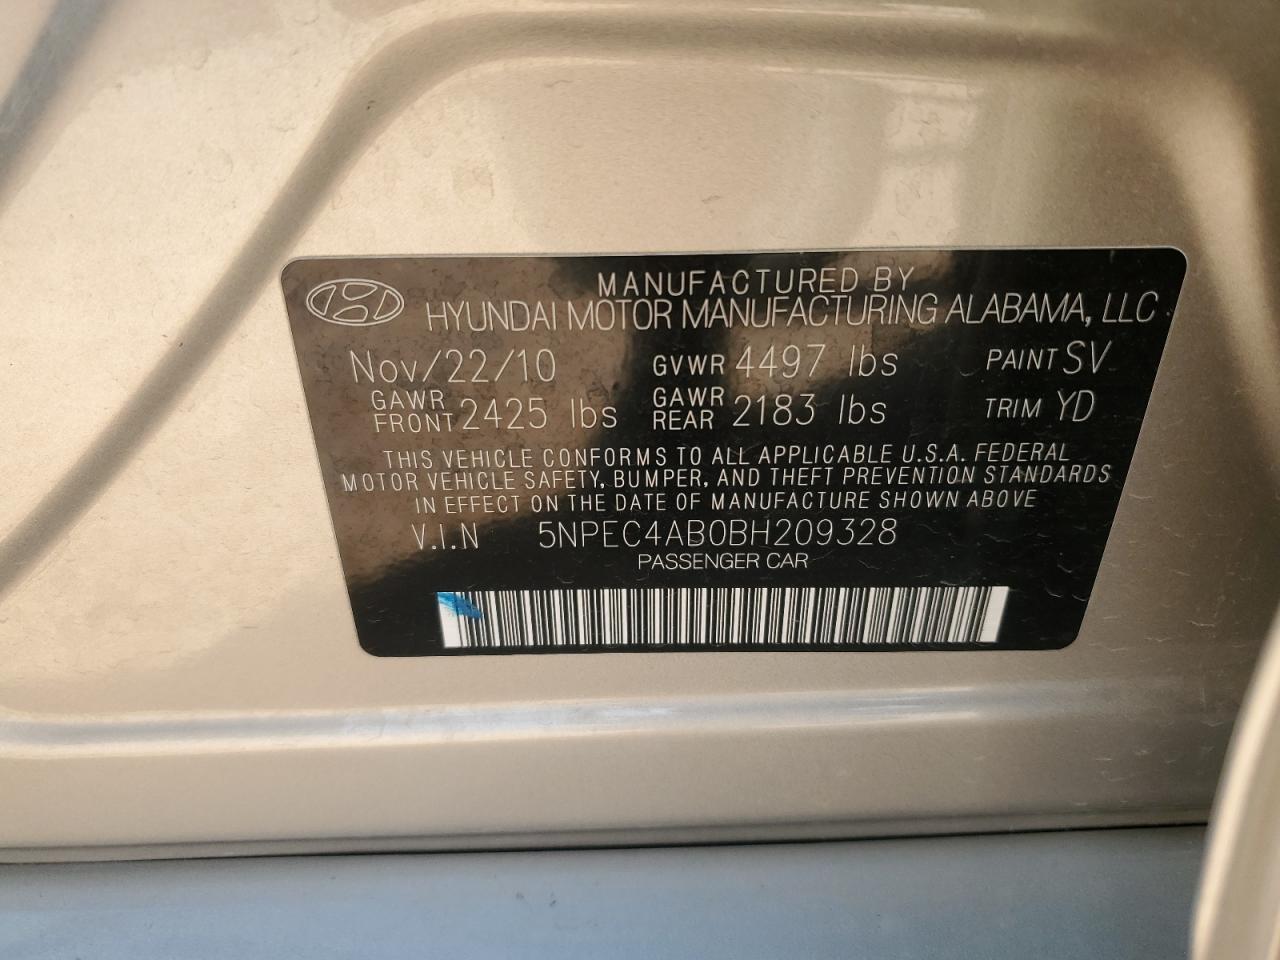 MANUFACTURED BY
HYUNDAI MOTOR MANUFACTURING ALABAMA, LLC
Nov/22/10 GVWR 4497 lbs PAINT SV
GAWR FRONT 2425 lbs GAWR REAR 2183 lbs TRIM YD
THIS VEHICLE CONFORMS TO ALL APPLICABLE U.S.A. FEDERAL
MOTOR VEHICLE SAFETY, BUMPER, AND THEFT PREVENTION STANDARDS
IN EFFECT ON THE DATE OF MANUFACTURE SHOWN ABOVE
V.I.N 5NPEC4AB0BH209328
PASSENGER CAR